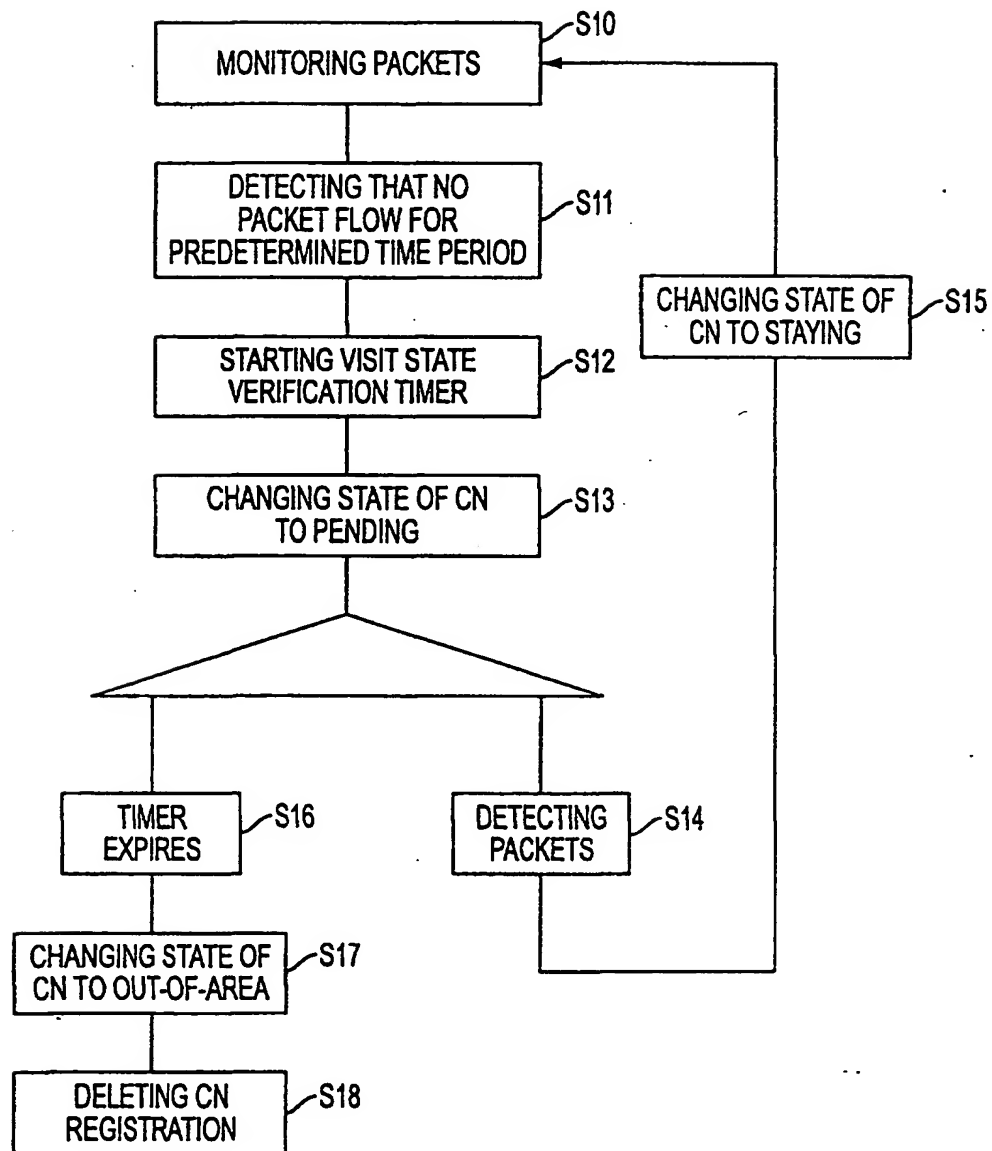 S10
MONITORING PACKETS
DETECTING THAT NO
PACKET FLOW FOR
PREDETERMINED TIME PERIOD
S11
CHANGING STATE OF
CN TO STAYING
S15
STARTING VISIT STATE
VERIFICATION TIMER
S12
CHANGING STATE OF CN
TO PENDING
S13
TIMER
EXPIRES
S16
DETECTING
PACKETS
S14
CHANGING STATE OF
CN TO OUT-OF-AREA
S17
DELETING CN
REGISTRATION
S18